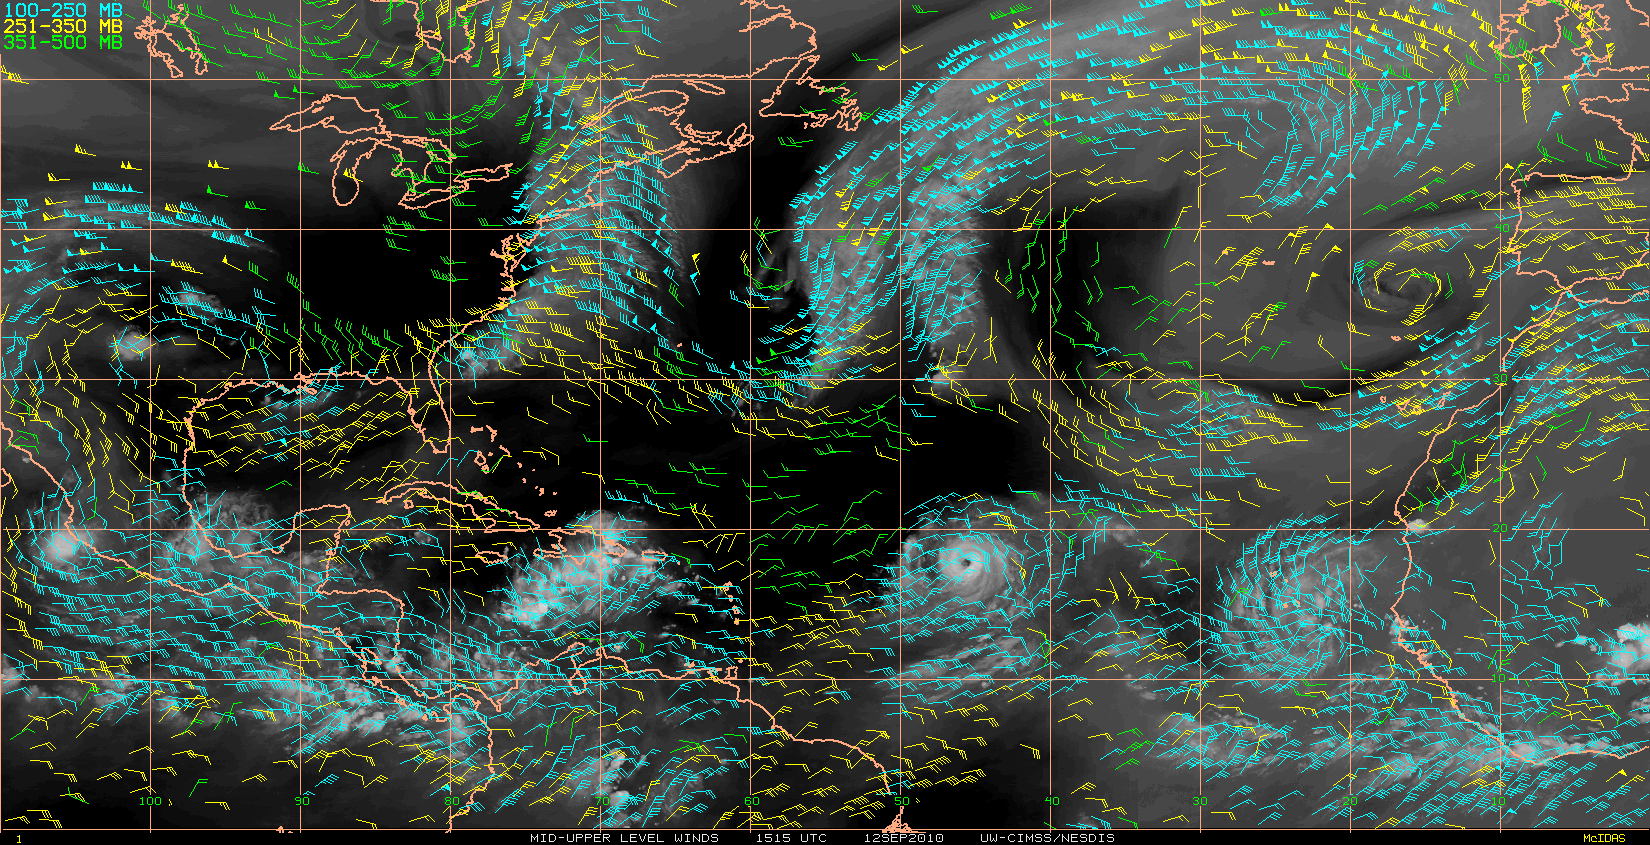 100-250 MB
251-350 MB
351-500 MB
50
40
30
20
10
100 90 80 70 60 50 40 30 20 10
1 MID-UPPER LEVEL WINDS 1515 UTC 12SEP2010 UW-CIMSS/NESDIS McIDAS